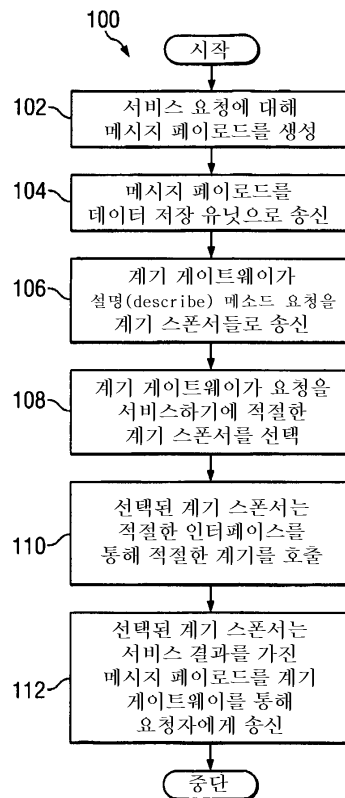 100
시작
102
서비스 요청에 대해
메시지 페이로드를 생성
104
메시지 페이로드를
데이터 저장 유닛으로 송신
106
계기 게이트웨이가
설명(describe) 메소드 요청을
계기 스폰서들로 송신
108
계기 게이트웨이가 요청을
서비스하기에 적절한
계기 스폰서를 선택
110
선택된 계기 스폰서는
적절한 인터페이스를
통해 적절한 계기를 호출
112
선택된 계기 스폰서는
서비스 결과를 가진
메시지 페이로드를 계기
게이트웨이를 통해
요청자에게 송신
중단